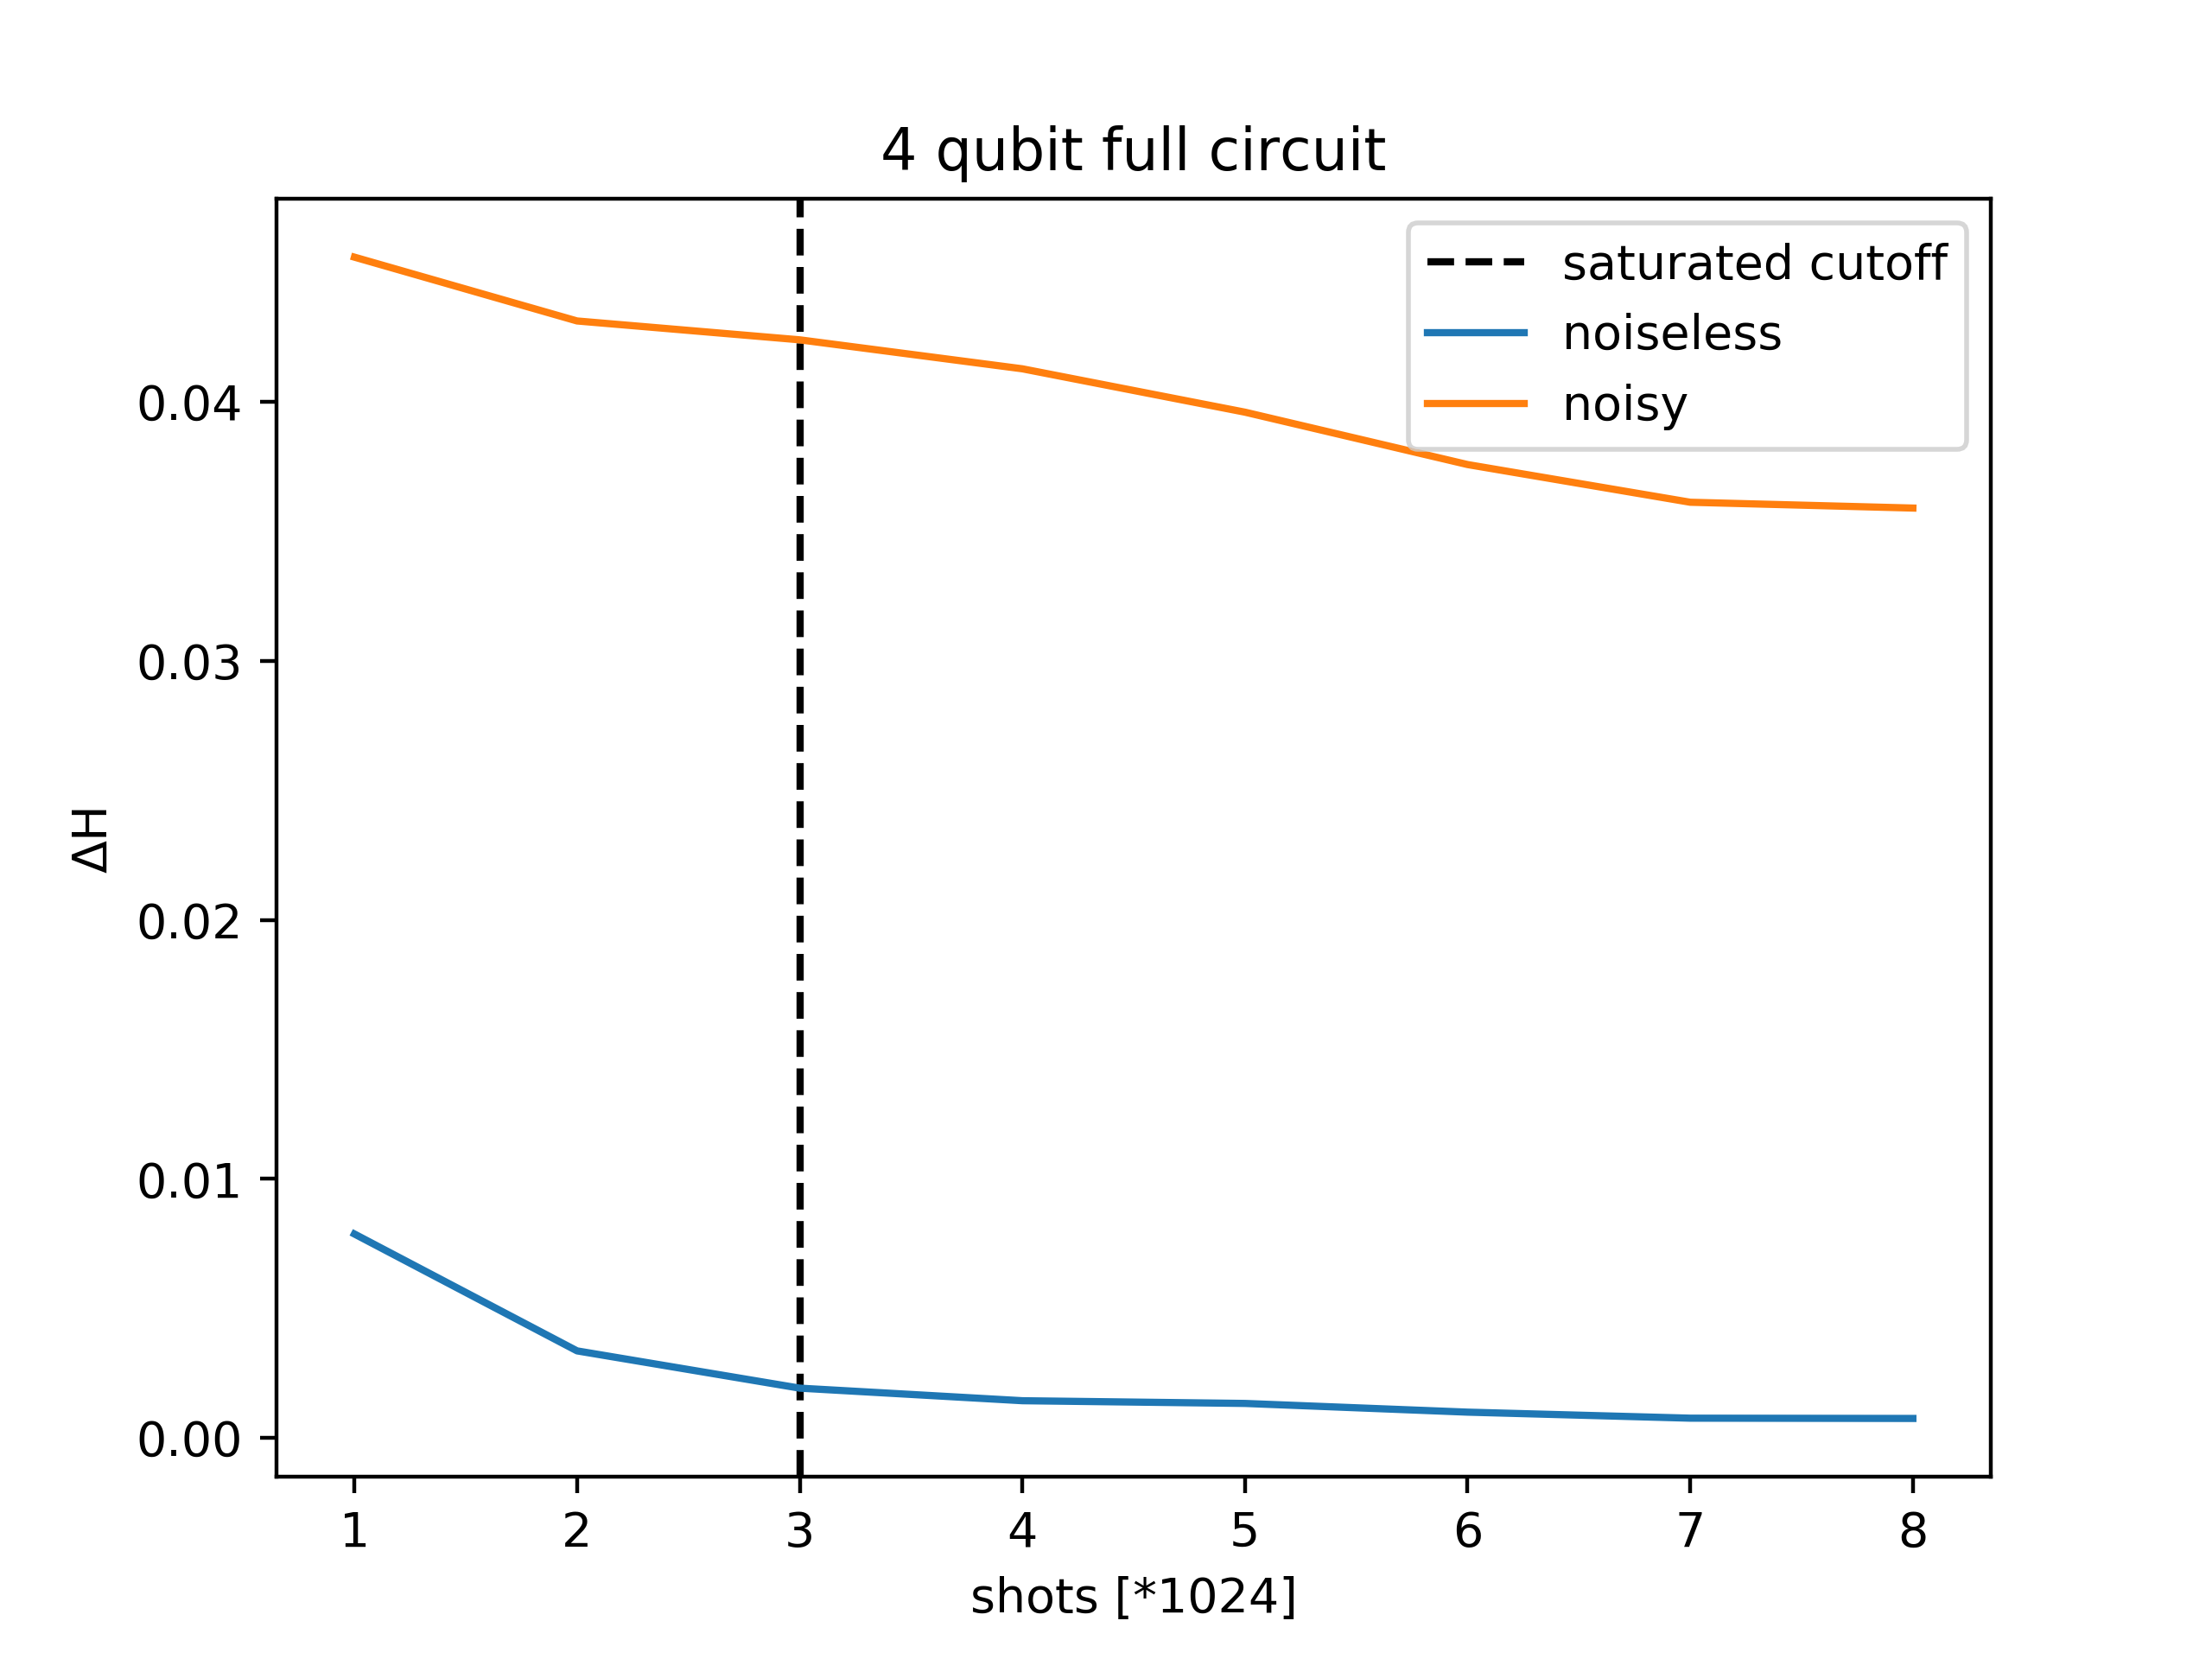 4 qubit full circuit
saturated cutoff
noiseless
noisy
0.04
0.03
0.02
0.01
0.00
ΔH
1 2 3 4 5 6 7 8
shots [*1024]